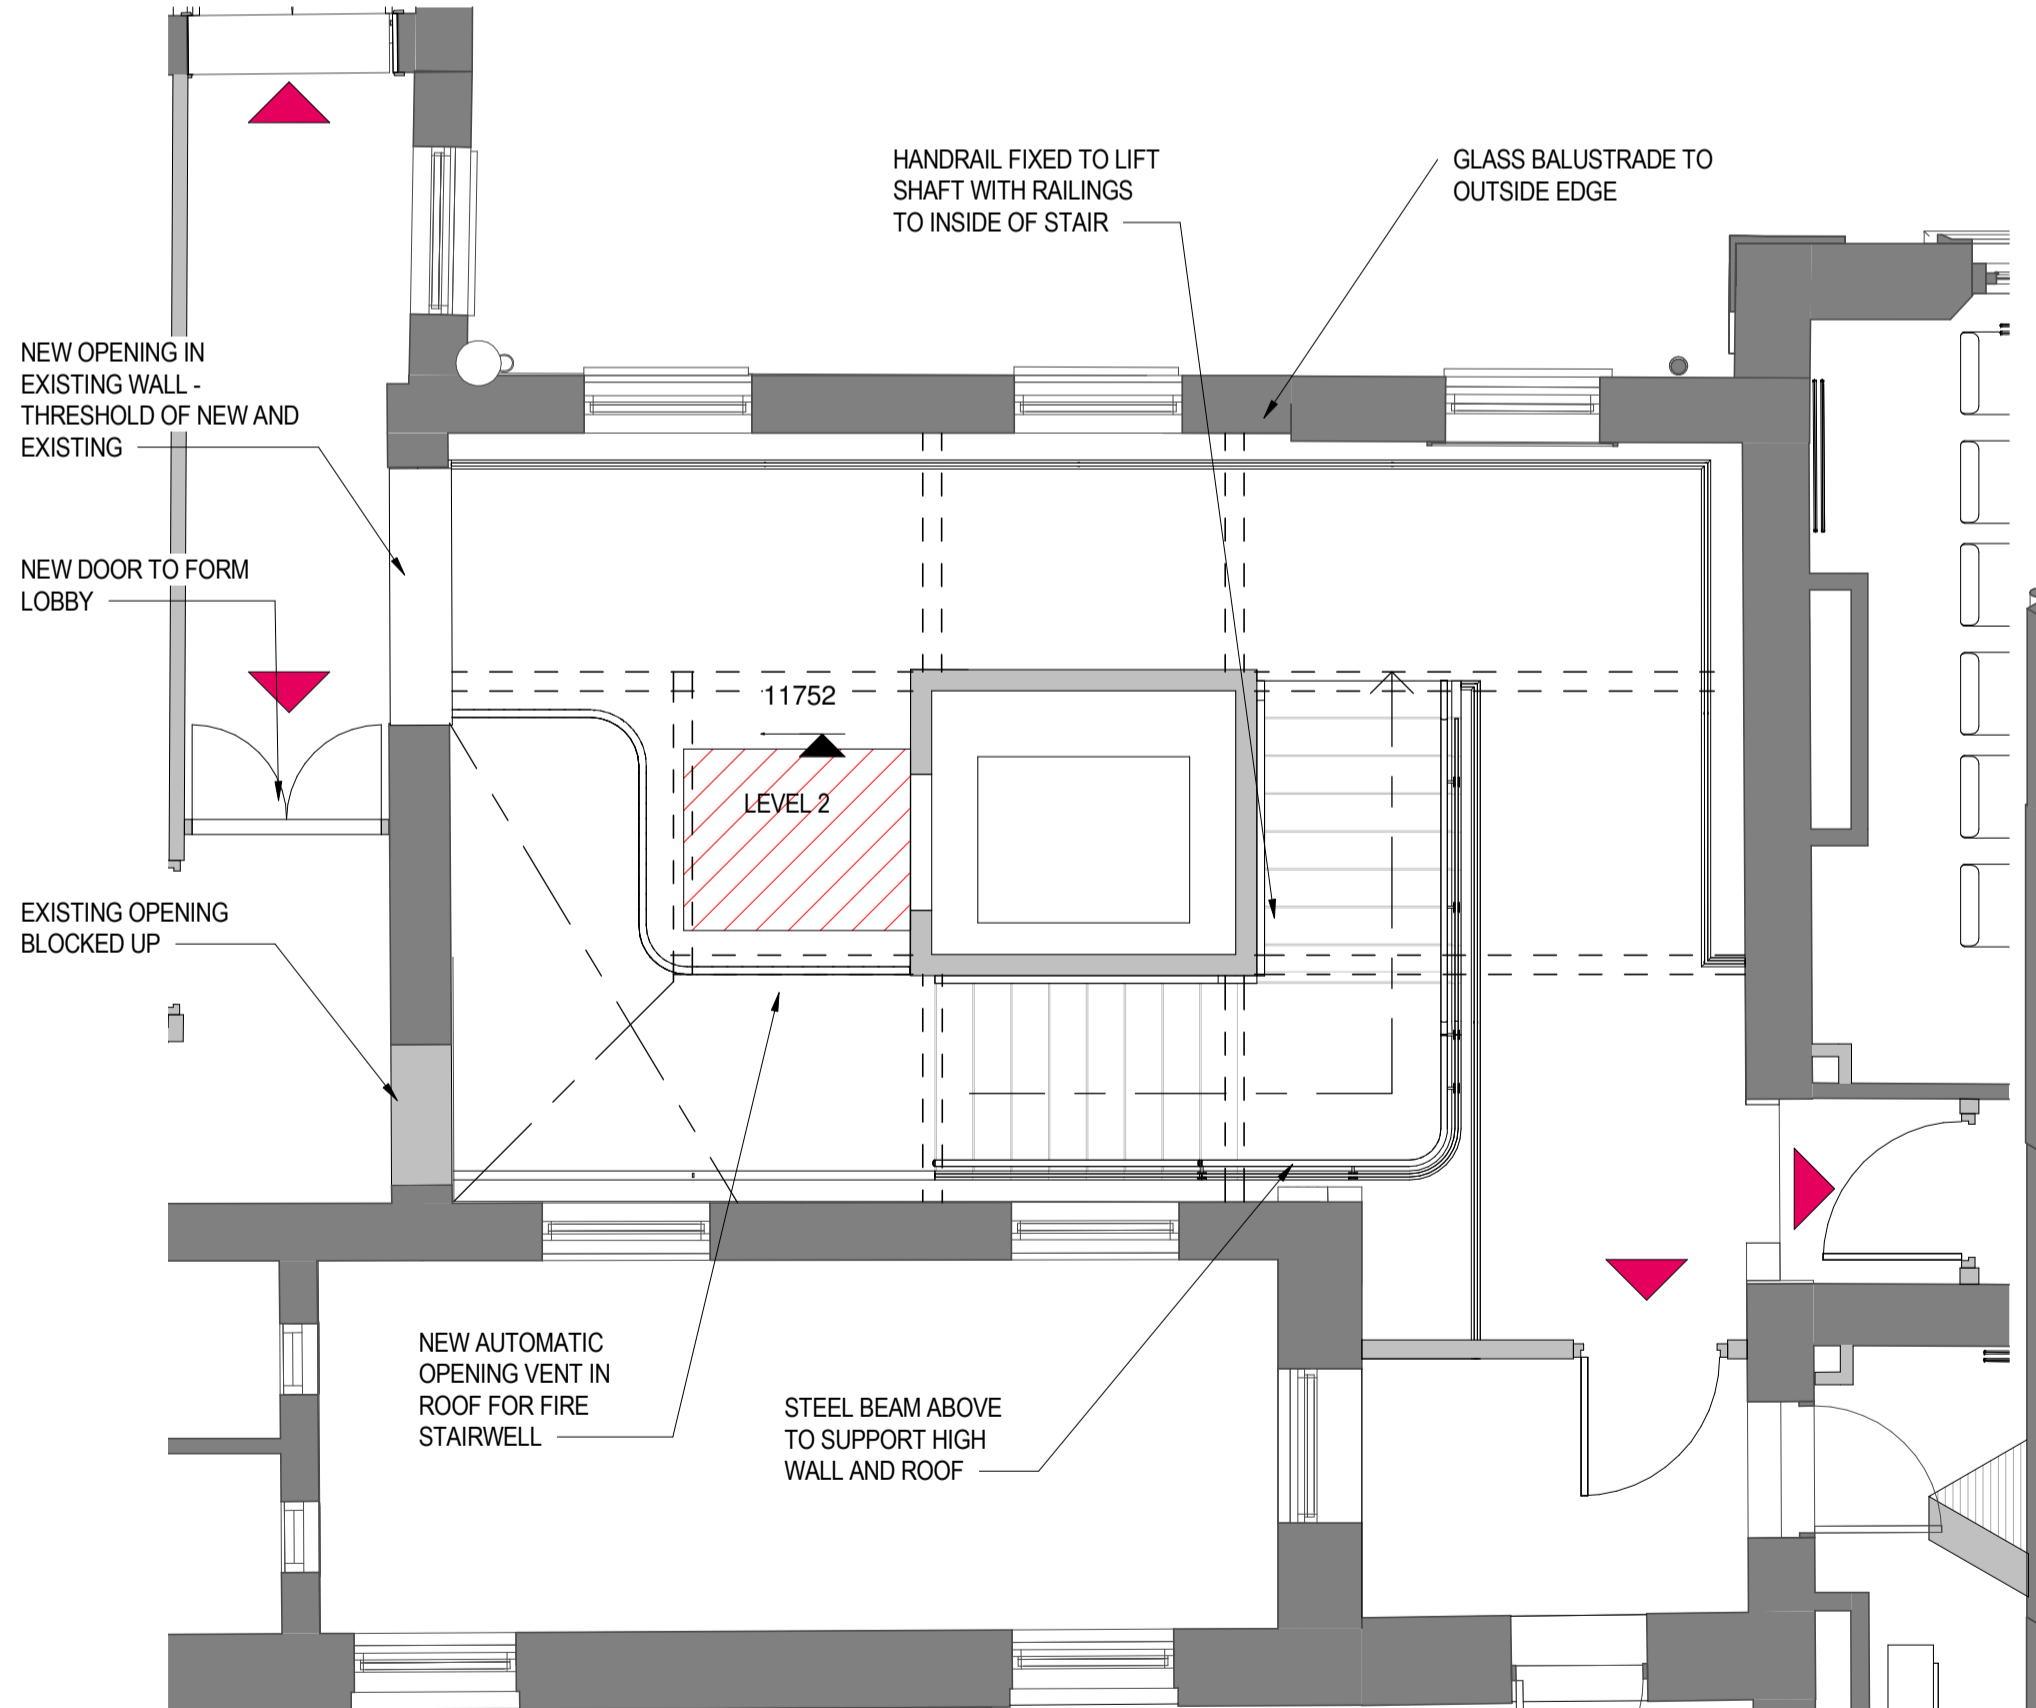 HANDRAIL FIXED TO LIFT
SHAFT WITH RAILINGS
TO INSIDE OF STAIR
GLASS BALUSTRADE TO
OUTSIDE EDGE
NEW OPENING IN
EXISTING WALL -
THRESHOLD OF NEW AND
EXISTING
NEW DOOR TO FORM
LOBBY
11752
LEVEL 2
EXISTING OPENING
BLOCKED UP
NEW AUTOMATIC
OPENING VENT IN
ROOF FOR FIRE
STAIRWELL
STEEL BEAM ABOVE
TO SUPPORT HIGH
WALL AND ROOF